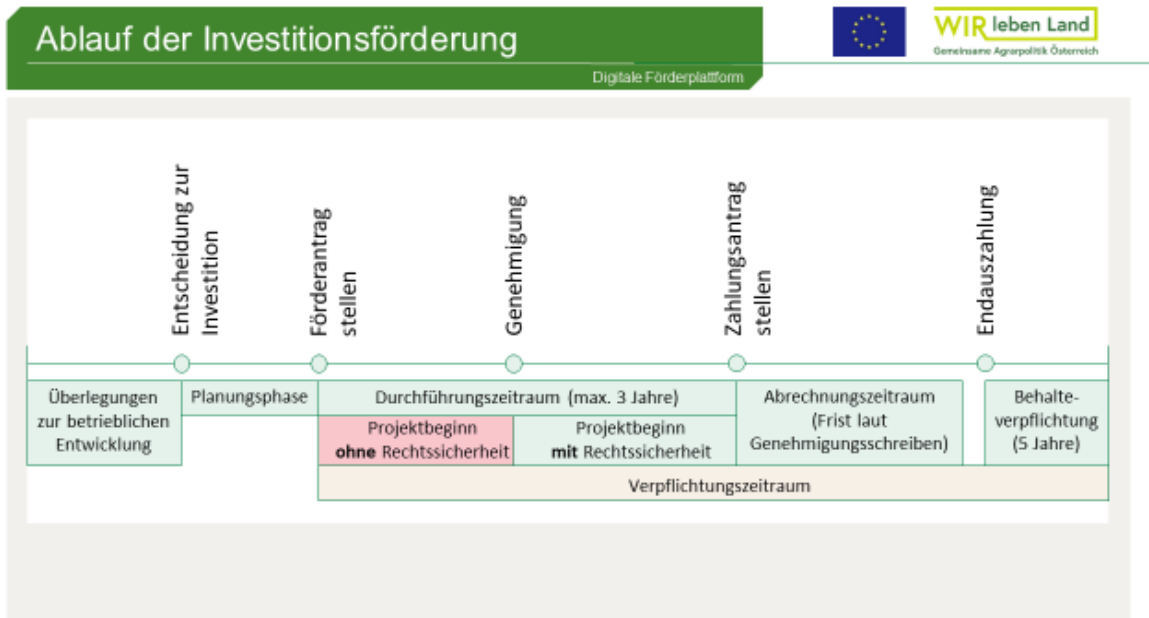 Ablauf der Investitionsförderung
Digitale Förderplattform
WIR leben Land
Gemeinsame Agrarpolitik Österreich
Entscheidung zur
Investition
Förderantrag
stellen
Genehmigung
Zahlungsantrag
stellen
Endauszahlung
Überlegungen
zur betrieblichen
Entwicklung
Planungsphase
Durchführungszeitraum (max. 3 Jahre)
Projektbeginn
ohne Rechtssicherheit
Projektbeginn
mit Rechtssicherheit
Abrechnungszeitraum
(Frist laut
Genehmigungsschreiben)
Behalte-
verpflichtung
(5 Jahre)
Verpflichtungszeitraum